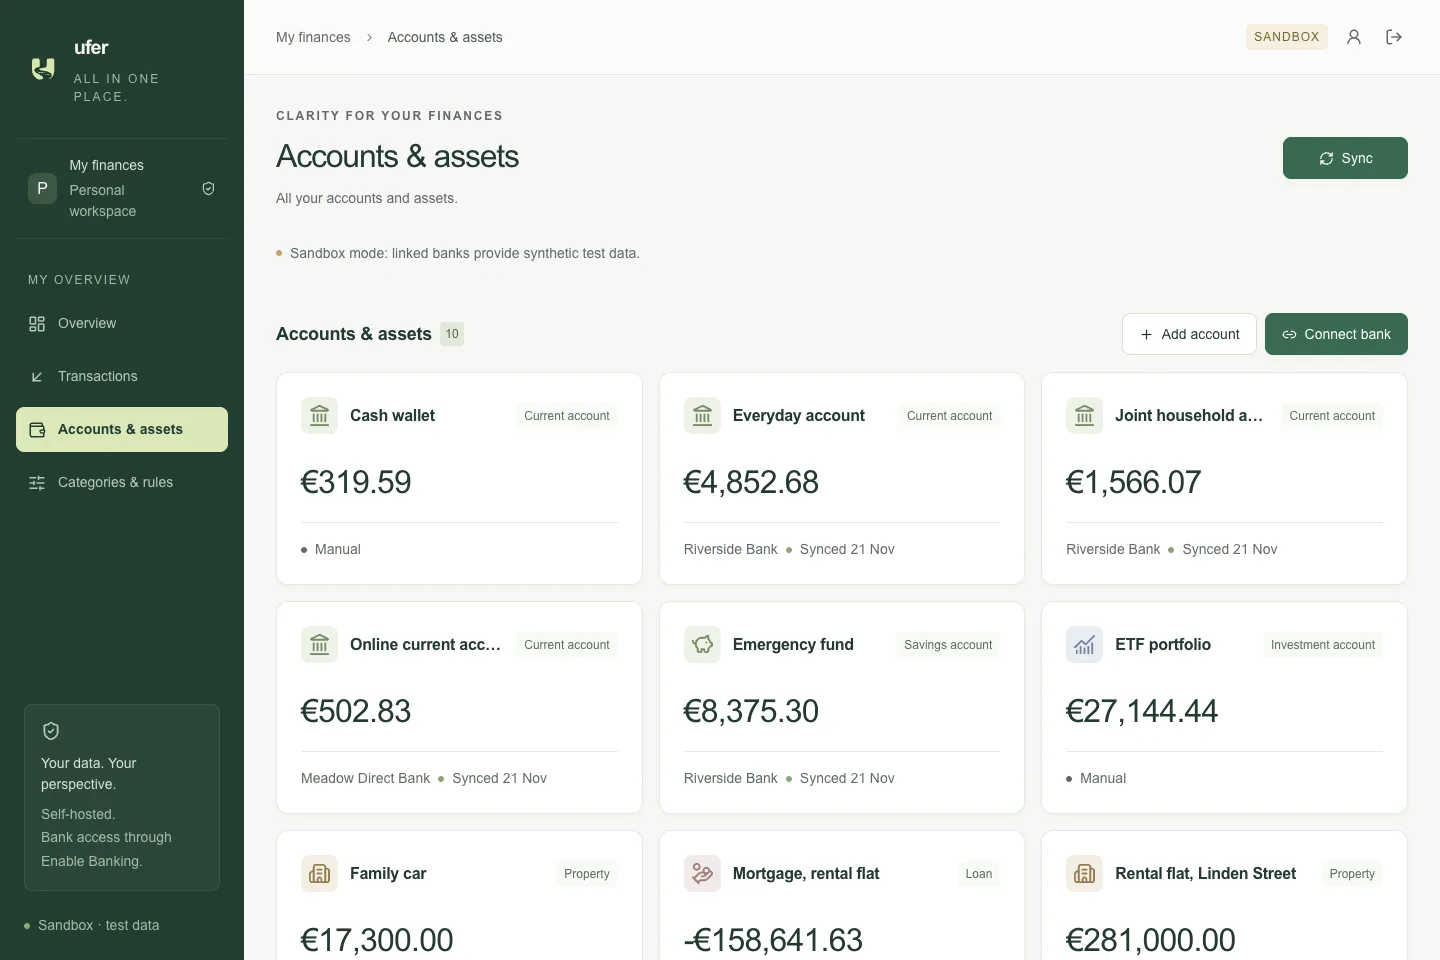 ufer
ALL IN ONE
PLACE.
My finances
P
Personal
workspace
MY OVERVIEW
Overview
Transactions
Accounts & assets
Categories & rules
Your data. Your
perspective.
Self-hosted.
Bank access through
Enable Banking.
Sandbox · test data
My finances › Accounts & assets
SANDBOX
CLARITY FOR YOUR FINANCES
Accounts & assets
Sync
All your accounts and assets.
Sandbox mode: linked banks provide synthetic test data.
Accounts & assets 10
Add account
Connect bank
Cash wallet
Current account
€319.59
Manual
Everyday account
Current account
€4,852.68
Riverside Bank • Synced 21 Nov
Joint household a...
Current account
€1,566.07
Riverside Bank • Synced 21 Nov
Online current acc...
Current account
€502.83
Meadow Direct Bank • Synced 21 Nov
Emergency fund
Savings account
€8,375.30
Riverside Bank • Synced 21 Nov
ETF portfolio
Investment account
€27,144.44
Manual
Family car
Property
€17,300.00
Mortgage, rental flat
Loan
-€158,641.63
Rental flat, Linden Street
Property
€281,000.00